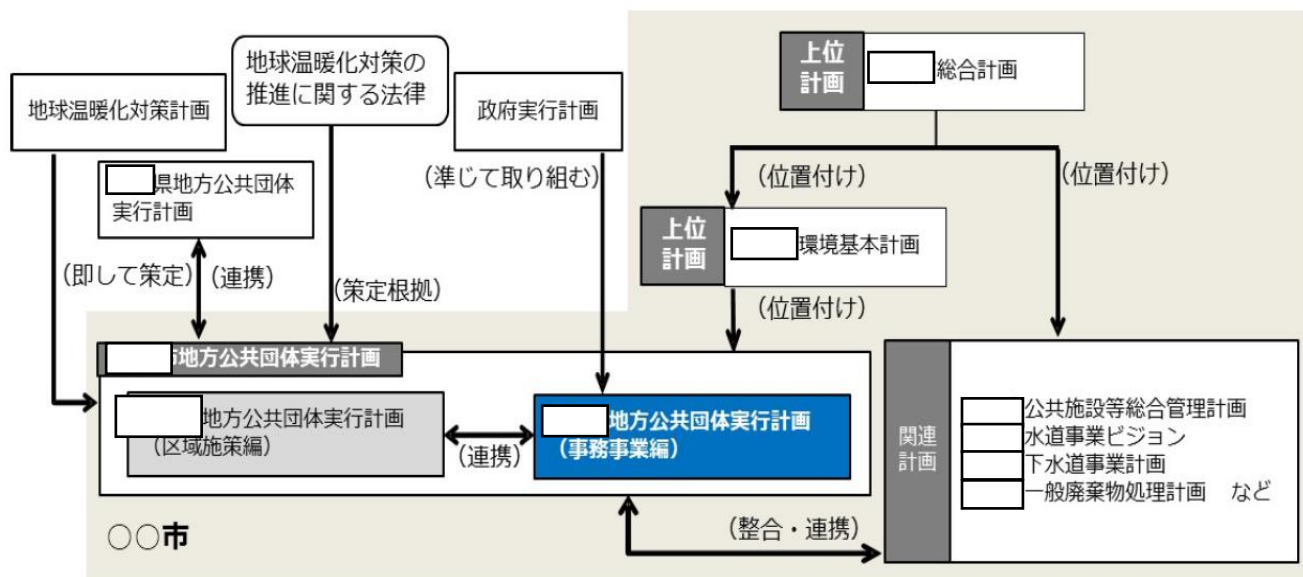 地球温暖化対策計画
地球温暖化対策の
推進に関する法律
政府実行計画
上位
計画
総合計画
県地方公共団体
実行計画
(準じて取り組む)
(位置付け)
(位置付け)
上位
計画
環境基本計画
(即して策定)
(連携)
(策定根拠)
(位置付け)
市地方公共団体実行計画
地方公共団体実行計画
(区域施策編)
(連携)
地方公共団体実行計画
(事務事業編)
関連
計画
公共施設等総合管理計画
水道事業ビジョン
下水道事業計画
一般廃棄物処理計画 など
(整合・連携)
○○市